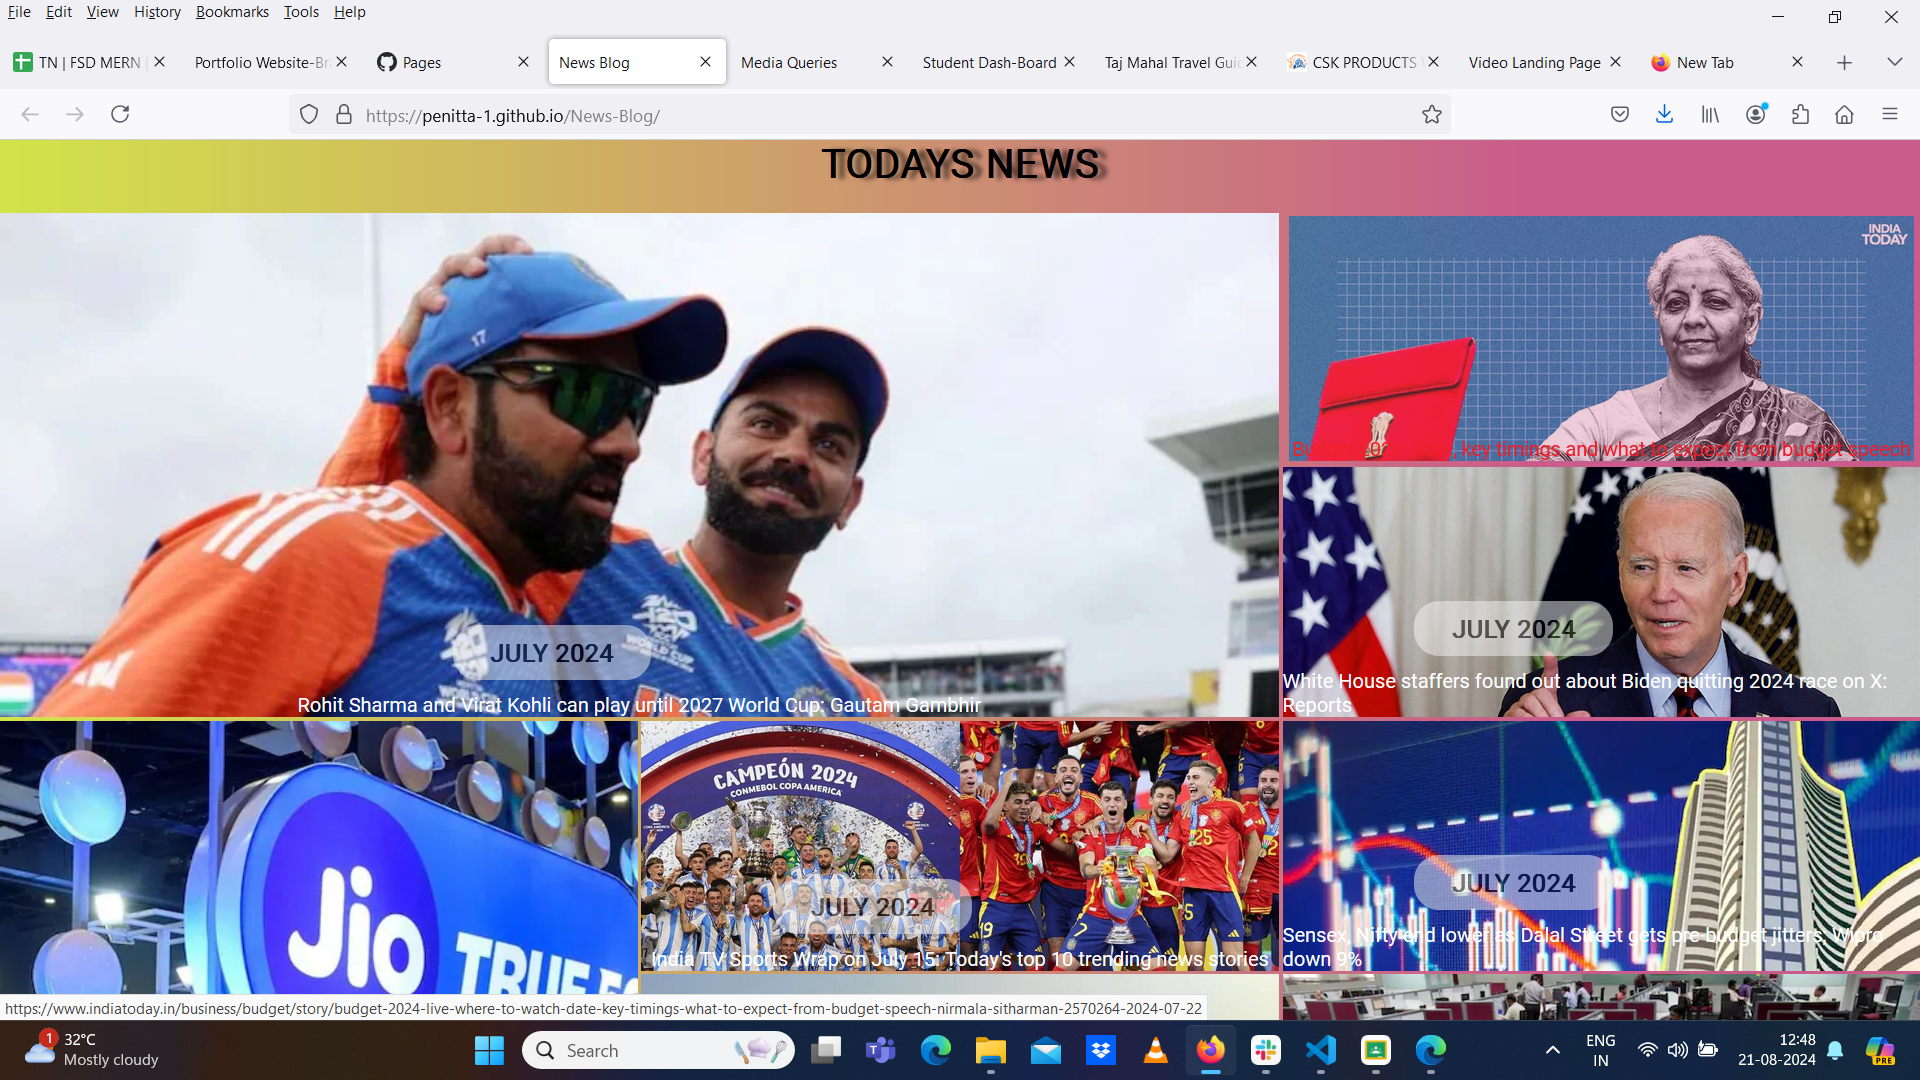 File Edit View History Bookmarks Tools Help
TN | FSD MERN
Portfolio Website-Br
Pages
News Blog
Media Queries
Student Dash-Board
Taj Mahal Travel Gui
CSK PRODUCTS
Video Landing Page
New Tab
https://penitta-1.github.io/News-Blog/
TODAYS NEWS
INDIA
TODAY
key timings and what to expect from budget speech
17
JULY 2024
Rohit Sharma and Virat Kohli can play until 2027 World Cup: Gautam Gambhir
JULY 2024
White House staffers found out about Biden quitting 2024 race on X:
Reports
Jio
TRUE 5G
CAMPEÓN 2024
CONMEBOL COPA AMERICA
JULY 2024
India TV Sports Wrap on July 15: Today's top 10 trending news stories
JULY 2024
Sensex, Nifty end lower as Dalal Street gets pre-budget jitters, Wipro
down 9%
https://www.indiatoday.in/business/budget/story/budget-2024-live-where-to-watch-date-key-timings-what-to-expect-from-budget-speech-nirmala-sitharman-2570264-2024-07-22
1
32°C
Mostly cloudy
Search
ENG
IN
12:48
21-08-2024
PRE